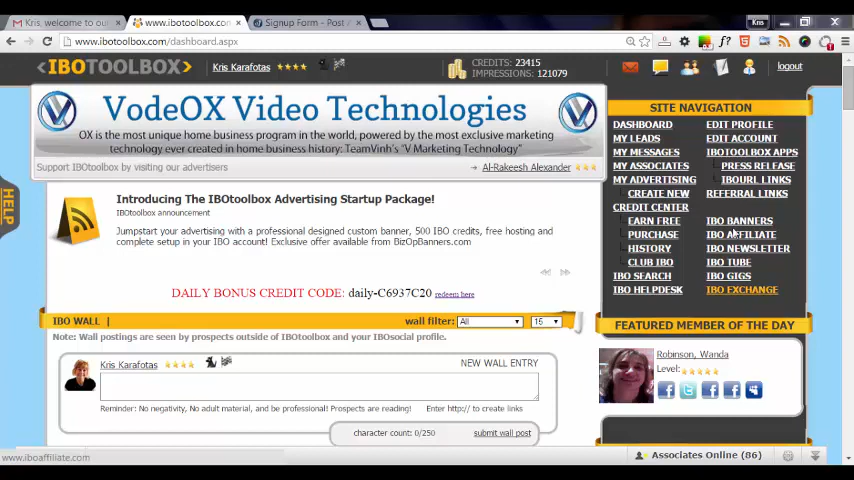 Kris, welcome to our
www.ibotoolbox.com
Signup Form - Post
Kris
www.ibotoolbox.com/dashboard.aspx
IBOTOOLBOX
Kris Karafotas
CREDITS: 23415
IMPRESSIONS: 121079
logout
VodeOX Video Technologies
OX is the most unique home business program in the world, powered by the most exclusive marketing
technology ever created in home business history: TeamVinh's "V Marketing Technology"
Support IBOtoolbox by visiting our advertisers
Al-Rakeesh Alexander
HELP
Introducing The IBOtoolbox Advertising Startup Package!
IBOtoolbox announcement
Jumpstart your advertising with a professional designed custom banner, 500 IBO credits, free hosting and
complete setup in your IBO account! Exclusive offer available from BizOpBanners.com
DAILY BONUS CREDIT CODE: daily-C6937C20 redeem here
IBO WALL |
wall filter: All 15
Note: Wall postings are seen by prospects outside of IBOtoolbox and your IBOsocial profile.
Kris Karafotas
NEW WALL ENTRY
Reminder: No negativity, No adult material, and be professional! Prospects are reading!
Enter http:// to create links
character count: 0/250
submit wall post
SITE NAVIGATION
DASHBOARD
MY LEADS
MY MESSAGES
MY ASSOCIATES
MY ADVERTISING
CREATE NEW
CREDIT CENTER
EARN FREE
PURCHASE
HISTORY
CLUB IBO
IBO SEARCH
IBO HELPDESK
EDIT PROFILE
EDIT ACCOUNT
IBOTOOLBOX APPS
PRESS RELEASE
IBOURL LINKS
REFERRAL LINKS
IBO BANNERS
IBO AFFILIATE
IBO NEWSLETTER
IBO TUBE
IBO GIGS
IBO EXCHANGE
FEATURED MEMBER OF THE DAY
Robinson, Wanda
Level:
www.iboaffiliate.com
Associates Online (86)